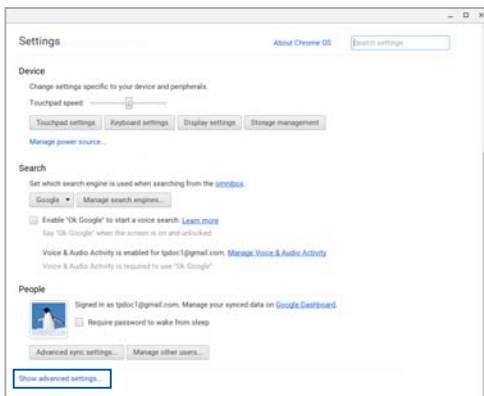 Settings
About Chrome OS
Search settings
Device
Change settings specific to your device and peripherals.
Touchpad speed:
Touchpad settings
Keyboard settings
Display settings
Storage management
Manage power source...
Search
Set which search engine is used when searching from the omnibox.
Google
Manage search engines...
Enable "Ok Google" to start a voice search. Learn more
Say "Ok Google" when the screen is on and unlocked
Voice & Audio Activity is enabled for tpdoc1@gmail.com. Manage Voice & Audio Activity
Voice & Audio Activity is required to use "Ok Google"
People
Signed in as tpdoc1@gmail.com. Manage your synced data on Google Dashboard.
Require password to wake from sleep
Advanced sync settings...
Manage other users...
Show advanced settings...